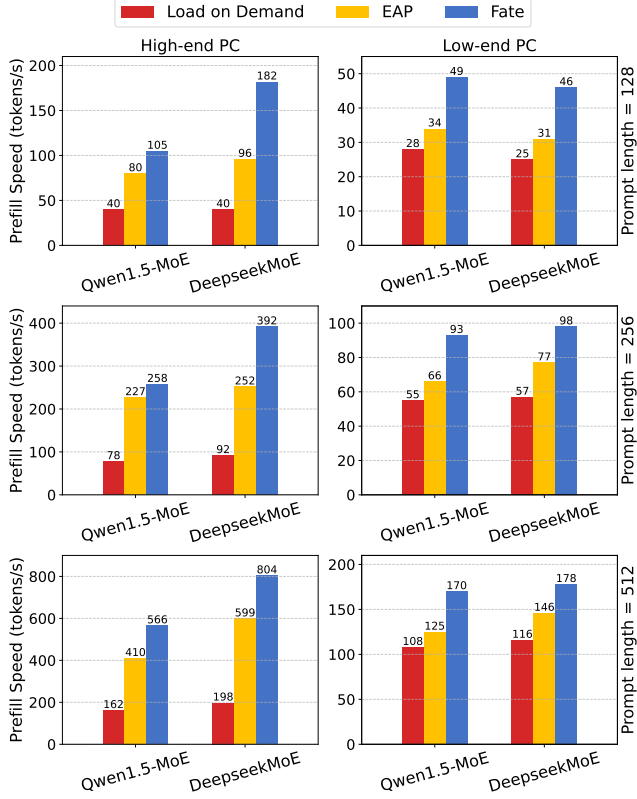 Load on Demand EAP Fate
High-end PC Low-end PC
Prefill Speed (tokens/s)
200
150
100
50
0
40 80 105 40 96 182
Qwen1.5-MoE DeepseekMoE
50
40
30
20
10
0
28 34 49 25 31 46
Qwen1.5-MoE DeepseekMoE
Prompt length = 128
Prefill Speed (tokens/s)
400
300
200
100
0
78 227 258 92 252 392
Qwen1.5-MoE DeepseekMoE
100
80
60
40
20
0
55 66 93 57 77 98
Qwen1.5-MoE DeepseekMoE
Prompt length = 256
Prefill Speed (tokens/s)
800
600
400
200
0
162 410 566 198 599 804
Qwen1.5-MoE DeepseekMoE
200
150
100
50
0
108 125 170 116 146 178
Qwen1.5-MoE DeepseekMoE
Prompt length = 512